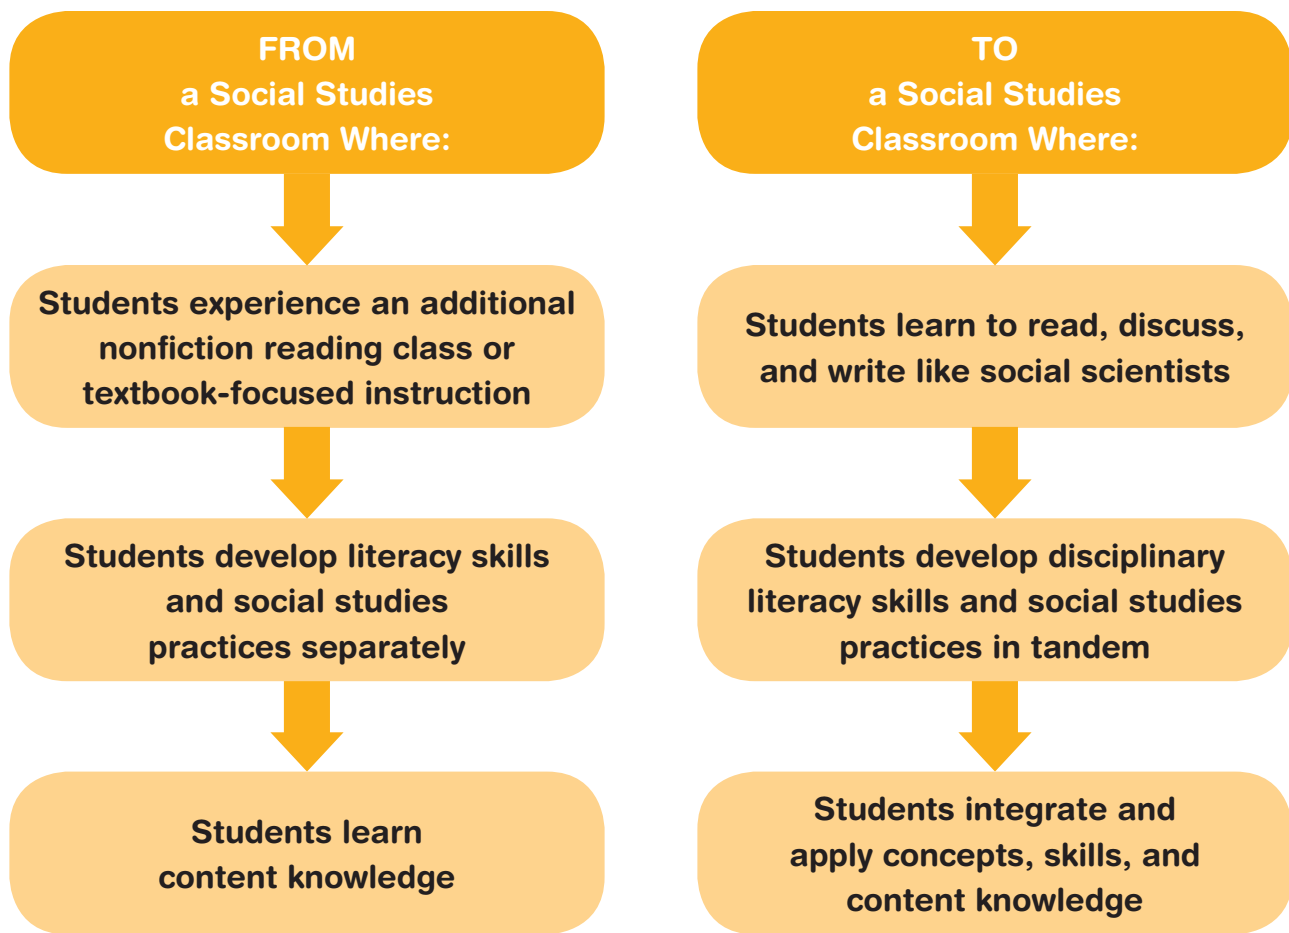 FROM
a Social Studies
Classroom Where:
Students experience an additional
nonfiction reading class or
textbook-focused instruction
Students develop literacy skills
and social studies
practices separately
Students learn
content knowledge
TO
a Social Studies
Classroom Where:
Students learn to read, discuss,
and write like social scientists
Students develop disciplinary
literacy skills and social studies
practices in tandem
Students integrate and
apply concepts, skills, and
content knowledge